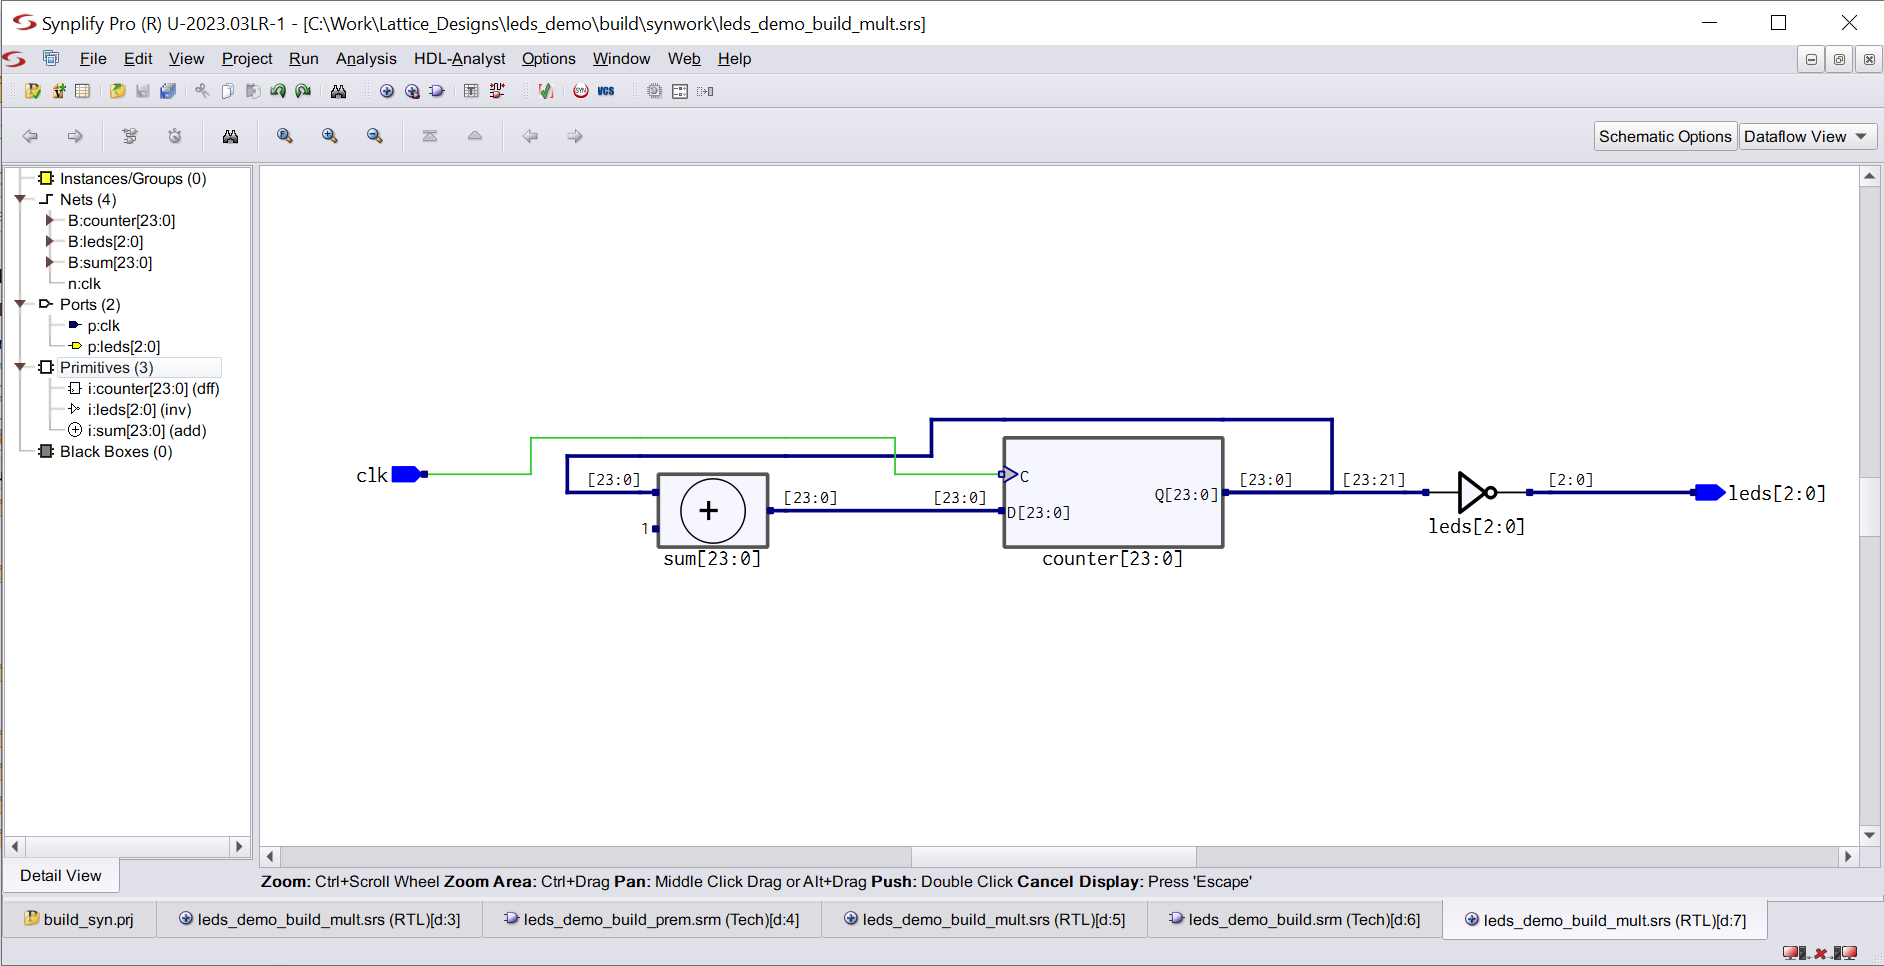 Synplify Pro (R) U-2023.03LR-1 - [C:\Work\Lattice_Designs\leds_demo\build\synwork\leds_demo_build_mult.srs]
File Edit View Project Run Analysis HDL-Analyst Options Window Web Help
SYN VCS
Schematic Options Dataflow View
Instances/Groups (0)
Nets (4)
B:counter[23:0]
B:leds[2:0]
B:sum[23:0]
n:clk
Ports (2)
p:clk
p:leds[2:0]
Primitives (3)
i:counter[23:0] (dff)
i:leds[2:0] (inv)
i:sum[23:0] (add)
Black Boxes (0)
Detail View
clk
[23:0]
1
+
sum[23:0]
[23:0]
[23:0]
C
D[23:0]
Q[23:0]
counter[23:0]
[23:0]
[23:21]
leds[2:0]
[2:0]
leds[2:0]
Zoom: Ctrl+Scroll Wheel Zoom Area: Ctrl+Drag Pan: Middle Click Drag or Alt+Drag Push: Double Click Cancel Display: Press 'Escape'
build_syn.prj
leds_demo_build_mult.srs (RTL)[d:3]
leds_demo_build_prem.srm (Tech)[d:4]
leds_demo_build_mult.srs (RTL)[d:5]
leds_demo_build.srm (Tech)[d:6]
leds_demo_build_mult.srs (RTL)[d:7]